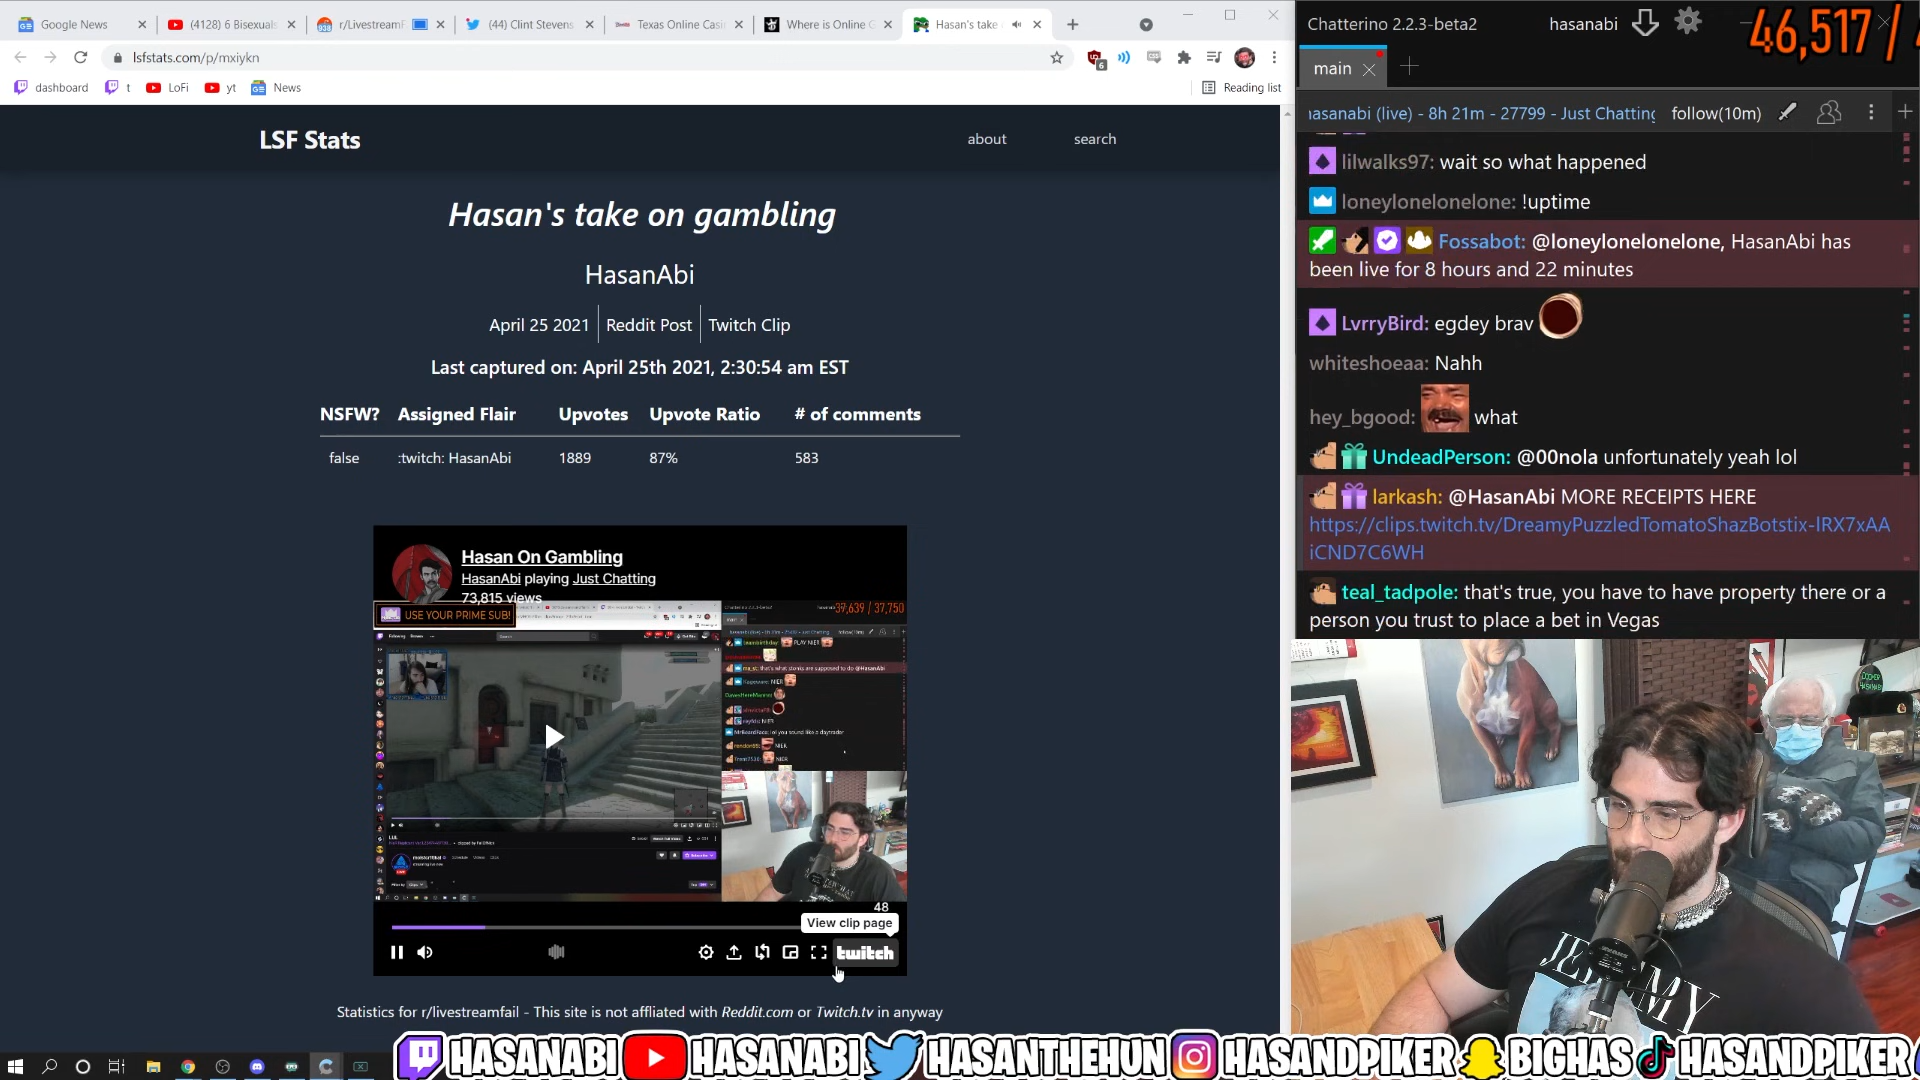 Google News
(4128) 6 Bisexuals
r/LivestreamF
(44) Clint Stevens
Texas Online Casi
Where is Online G
Hasan's take
lsfstats.com/p/mxiykn
dashboard
t
LoFi
yt
News
Reading list
LSF Stats
about
search
Hasan's take on gambling
HasanAbi
April 25 2021
Reddit Post
Twitch Clip
Last captured on: April 25th 2021, 2:30:54 am EST
NSFW? Assigned Flair Upvotes Upvote Ratio # of comments
false :twitch: HasanAbi 1889 87% 583
Hasan On Gambling
HasanAbi playing Just Chatting
73,815 views
USE YOUR PRIME SUB!
37,639 / 37,750
48
View clip page
twitch
Statistics for r/livestreamfail - This site is not affliated with Reddit.com or Twitch.tv in anyway
Chatterino 2.2.3-beta2
hasanabi
46,517 /
main
hasanabi (live) - 8h 21m - 27799 - Just Chatting
follow(10m)
lilwalks97: wait so what happened
loneylonelonelone: !uptime
Fossabot: @loneylonelonelone, HasanAbi has
been live for 8 hours and 22 minutes
LvrryBird: egdey brav
whiteshoeaa: Nahh
hey_bgood: what
UndeadPerson: @00nola unfortunately yeah lol
larkash: @HasanAbi MORE RECEIPTS HERE
https://clips.twitch.tv/DreamyPuzzledTomatoShazBotstix-lRX7xAA
iCND7C6WH
teal_tadpole: that's true, you have to have property there or a
person you trust to place a bet in Vegas
JEREMY
HASANABI HASANABI HASANTHEHUN HASANDPIKER BIGHAS HASANDPIKER